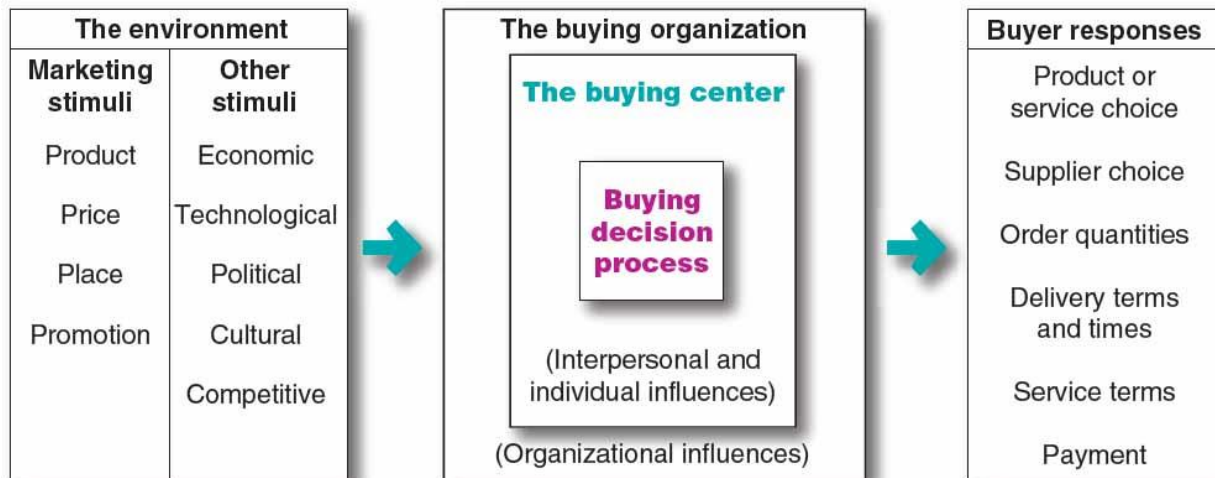 The environment
Marketing
stimuli
Product
Price
Place
Promotion
Other
stimuli
Economic
Technological
Political
Cultural
Competitive
The buying organization
The buying center
Buying
decision
process
(Interpersonal and
individual influences)
(Organizational influences)
Buyer responses
Product or
service choice
Supplier choice
Order quantities
Delivery terms
and times
Service terms
Payment